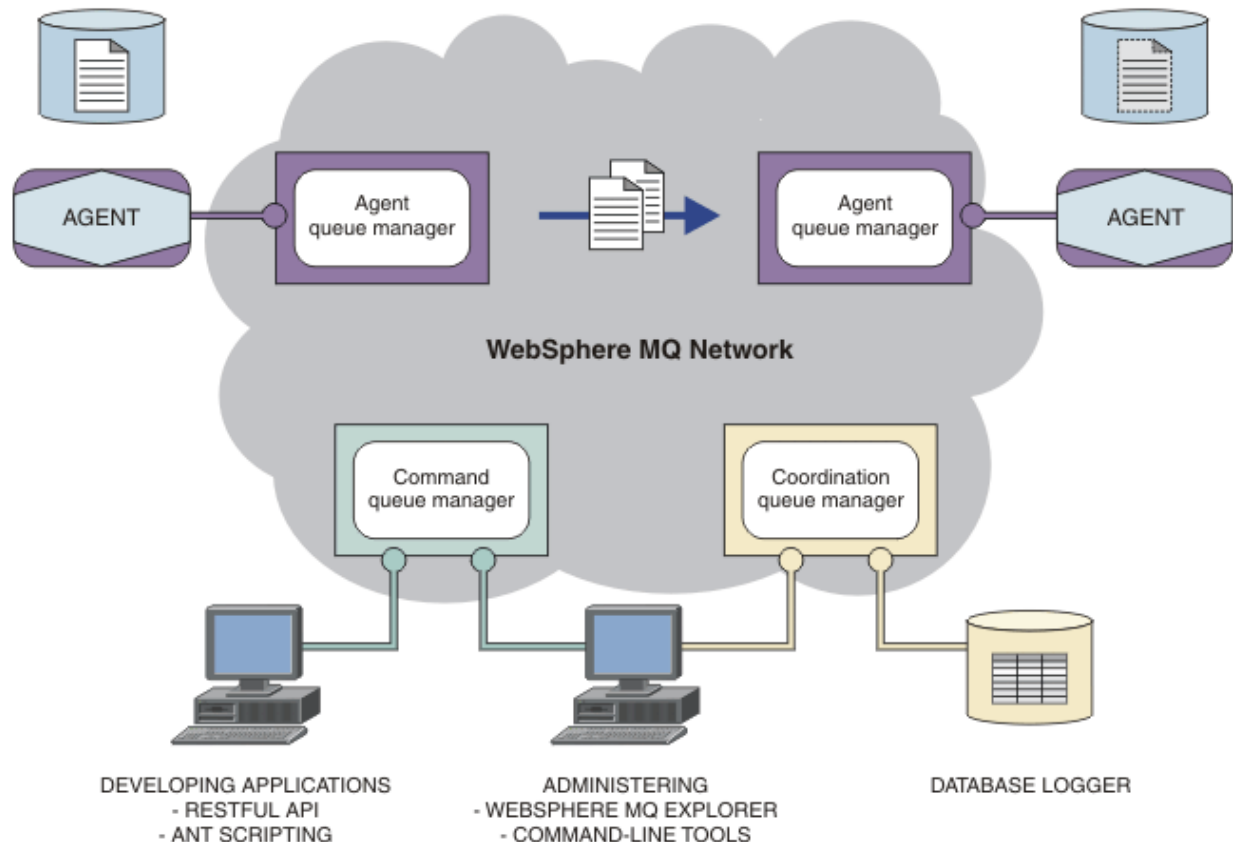 AGENT
Agent
queue manager
Agent
queue manager
AGENT
WebSphere MQ Network
Command
queue manager
Coordination
queue manager
DEVELOPING APPLICATIONS
- RESTFUL API
- ANT SCRIPTING
ADMINISTERING
- WEBSPHERE MQ EXPLORER
- COMMAND-LINE TOOLS
DATABASE LOGGER